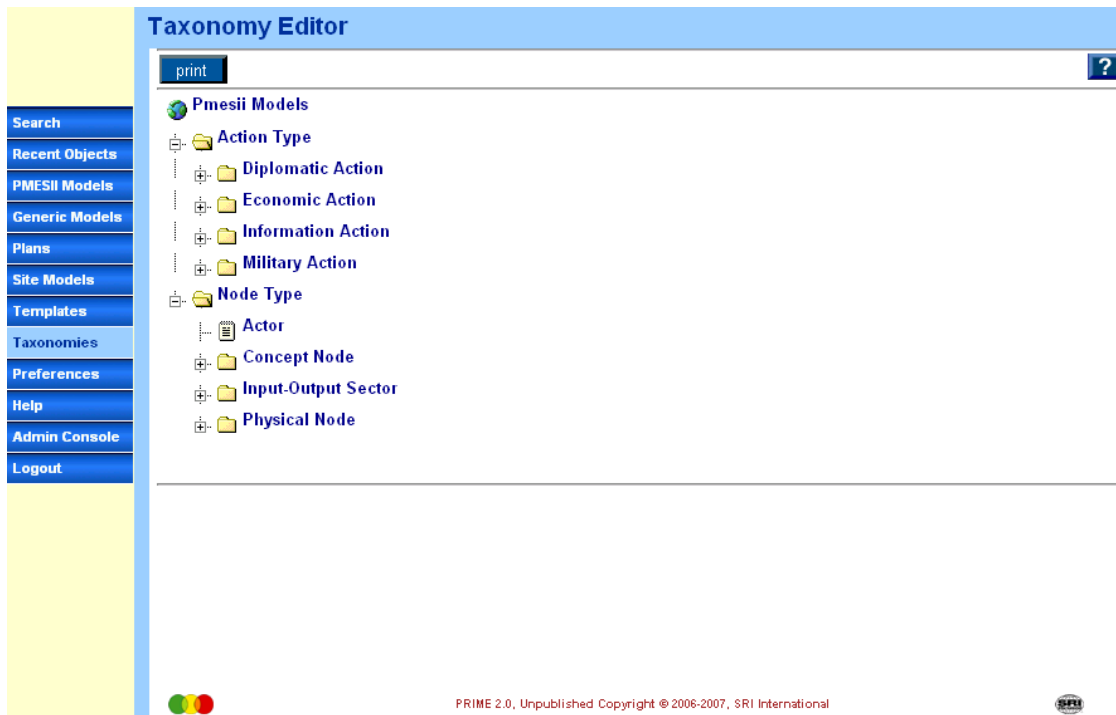 Taxonomy Editor
print
?
Search
Recent Objects
PMESII Models
Generic Models
Plans
Site Models
Templates
Taxonomies
Preferences
Help
Admin Console
Logout
Pmesii Models
Action Type
Diplomatic Action
Economic Action
Information Action
Military Action
Node Type
Actor
Concept Node
Input-Output Sector
Physical Node
PRIME 2.0, Unpublished Copyright © 2006-2007, SRI International
SRI